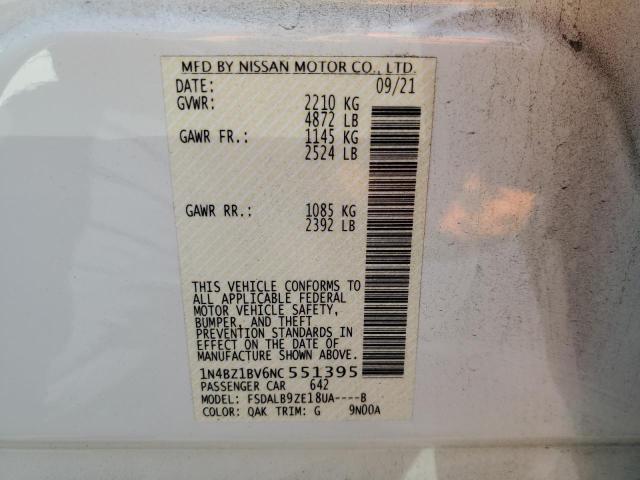 MFD BY NISSAN MOTOR CO., LTD.
DATE: 09/21
GVWR: 2210 KG
4872 LB
GAWR FR.: 1145 KG
2524 LB
GAWR RR.: 1085 KG
2392 LB
THIS VEHICLE CONFORMS TO
ALL APPLICABLE FEDERAL
MOTOR VEHICLE SAFETY,
BUMPER, AND THEFT
PREVENTION STANDARDS IN
EFFECT ON THE DATE OF
MANUFACTURE SHOWN ABOVE.
1N4BZ1BV6NC 551395
PASSENGER CAR 642
MODEL: FSDALB9ZE18UA----B
COLOR: QAK TRIM: G 9N00A